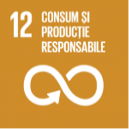 12 CONSUM ȘI
PRODUCȚIE
RESPONSABILE